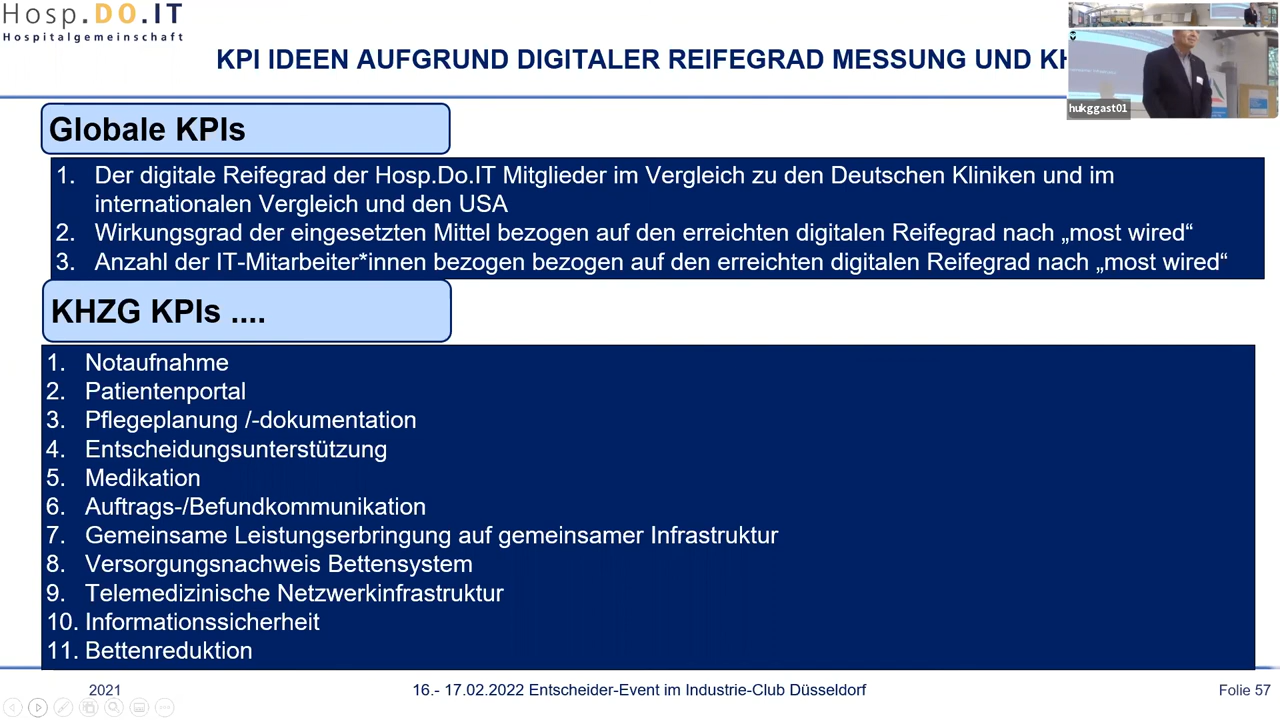 Hosp.DO.IT
Hospitalgemeinschaft
KPI IDEEN AUFGRUND DIGITALER REIFEGRAD MESSUNG UND
hukggast01
Globale KPIs
1. Der digitale Reifegrad der Hosp.Do.IT Mitglieder im Vergleich zu den Deutschen Kliniken und im
internationalen Vergleich und den USA
2. Wirkungsgrad der eingesetzten Mittel bezogen auf den erreichten digitalen Reifegrad nach „most wired“
3. Anzahl der IT-Mitarbeiter*innen bezogen bezogen auf den erreichten digitalen Reifegrad nach „most wired“
KHZG KPIs ....
1. Notaufnahme
2. Patientenportal
3. Pflegeplanung /-dokumentation
4. Entscheidungsunterstützung
5. Medikation
6. Auftrags-/Befundkommunikation
7. Gemeinsame Leistungserbringung auf gemeinsamer Infrastruktur
8. Versorgungsnachweis Bettensystem
9. Telemedizinische Netzwerkinfrastruktur
10. Informationssicherheit
11. Bettenreduktion
2021
16.- 17.02.2022 Entscheider-Event im Industrie-Club Düsseldorf
Folie 57